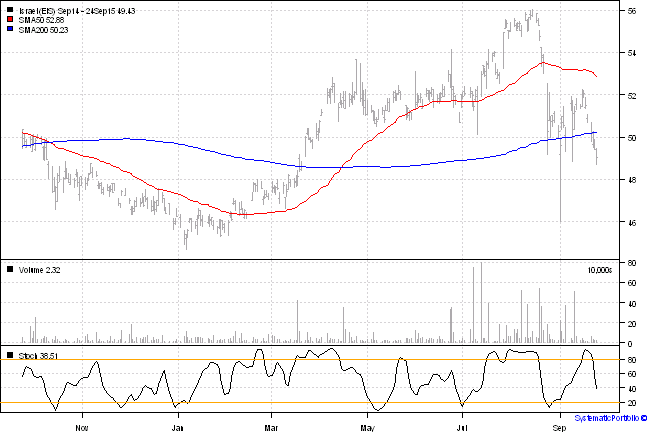 Israel(EIS) Sep14 - 24Sep15 49.43
SMA50 52.88
SMA200 50.23
56
54
52
50
48
46
Volume 2.32
10,000s
80
60
40
20
0
Stoch 38.51
80
60
40
20
Nov Jan Mar May Jul Sep
SystematicPortfolio ©